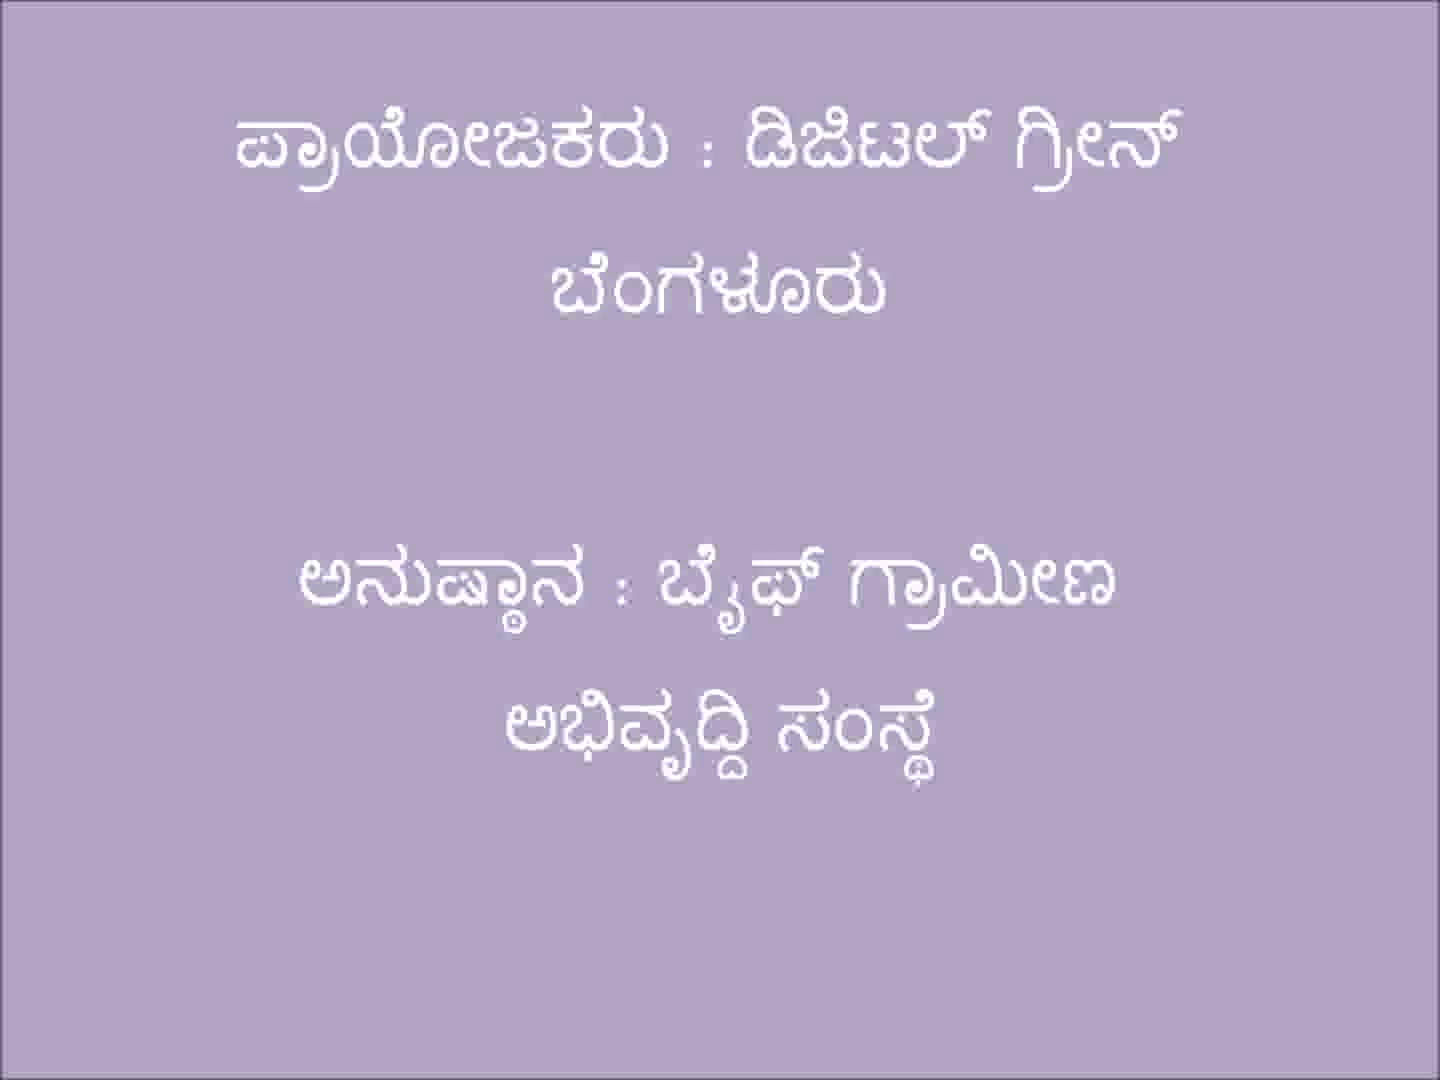 ಪ್ರಾಯೋಜಕರು : ಡಿಜಿಟಲ್ ಗ್ರೀನ್
ಬೆಂಗಳೂರು
ಅನುಷ್ಠಾನ : ಬೈಫ್ ಗ್ರಾಮೀಣ
ಅಭಿವೃದ್ದಿ ಸಂಸ್ಥೆ